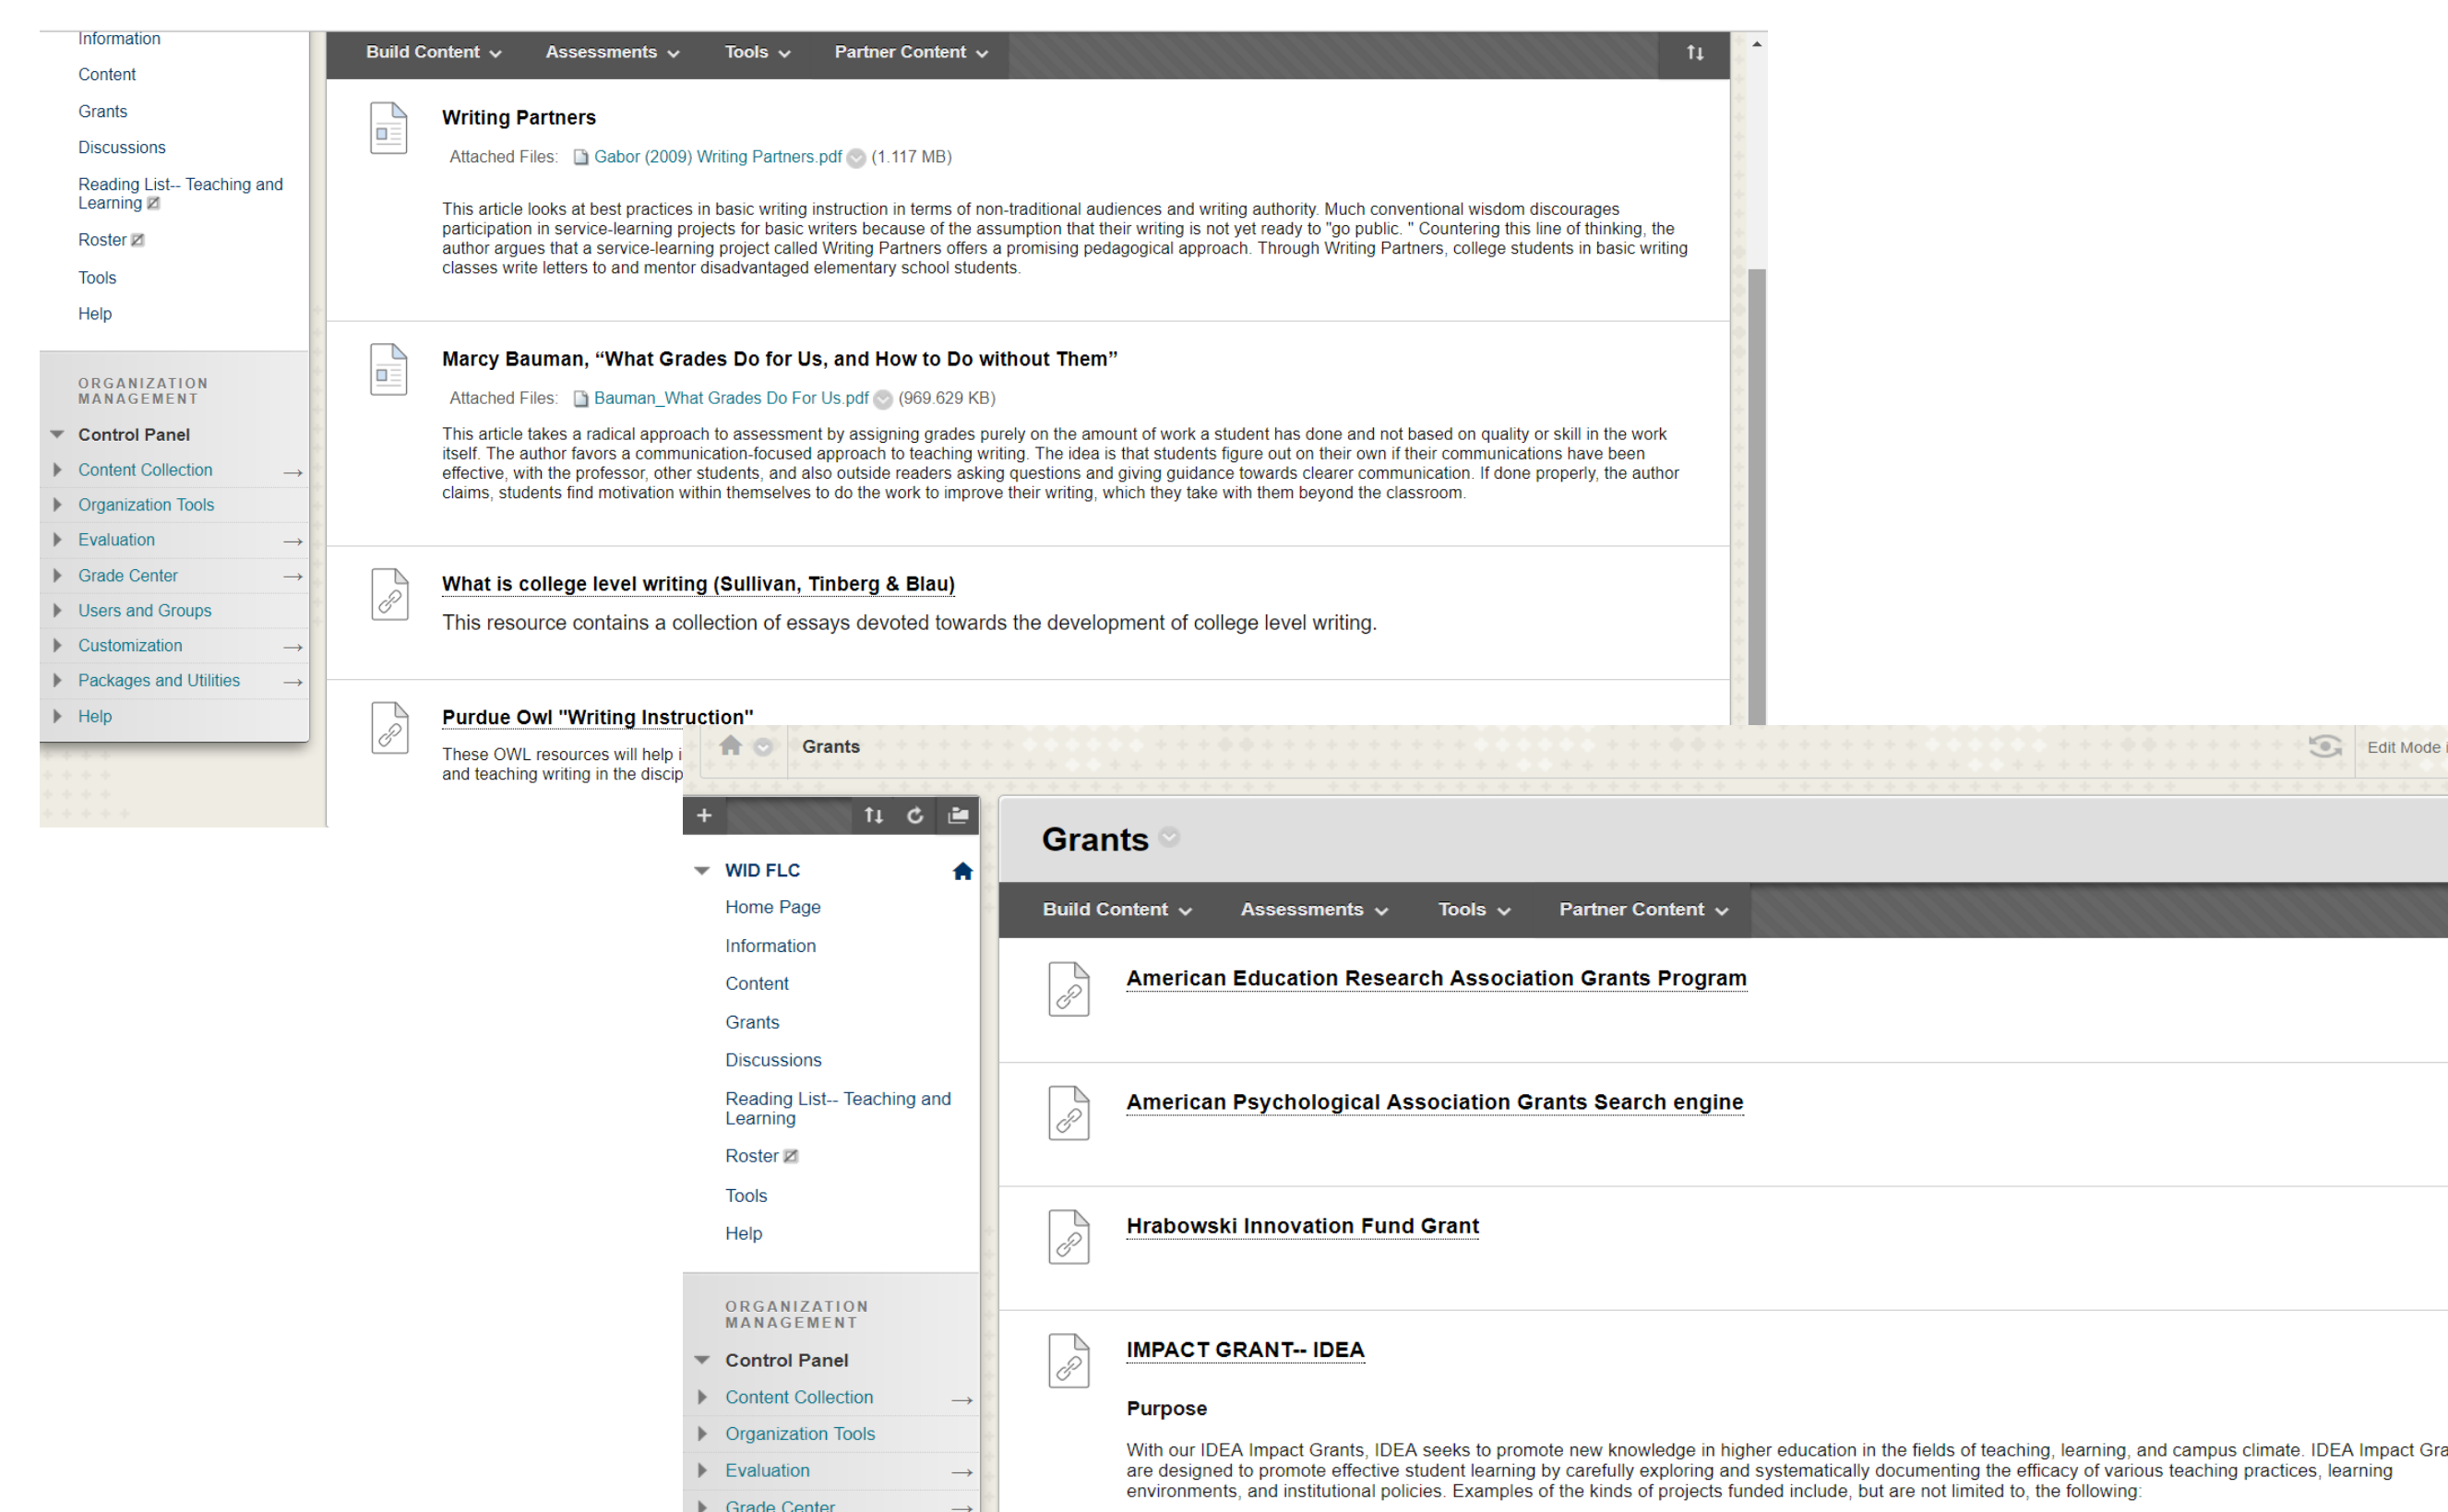 Information
Content
Grants
Discussions
Reading List-- Teaching and
Learning
Roster
Tools
Help
ORGANIZATION
MANAGEMENT
Control Panel
Content Collection
Organization Tools
Evaluation
Grade Center
Users and Groups
Customization
Packages and Utilities
Help
Build Content Assessments Tools Partner Content
Writing Partners
Attached Files: Gabor (2009) Writing Partners.pdf (1.117 MB)
This article looks at best practices in basic writing instruction in terms of non-traditional audiences and writing authority. Much conventional wisdom discourages
participation in service-learning projects for basic writers because of the assumption that their writing is not yet ready to "go public. " Countering this line of thinking, the
author argues that a service-learning project called Writing Partners offers a promising pedagogical approach. Through Writing Partners, college students in basic writing
classes write letters to and mentor disadvantaged elementary school students.
Marcy Bauman, “What Grades Do for Us, and How to Do without Them”
Attached Files: Bauman_What Grades Do For Us.pdf (969.629 KB)
This article takes a radical approach to assessment by assigning grades purely on the amount of work a student has done and not based on quality or skill in the work
itself. The author favors a communication-focused approach to teaching writing. The idea is that students figure out on their own if their communications have been
effective, with the professor, other students, and also outside readers asking questions and giving guidance towards clearer communication. If done properly, the author
claims, students find motivation within themselves to do the work to improve their writing, which they take with them beyond the classroom.
What is college level writing (Sullivan, Tinberg & Blau)
This resource contains a collection of essays devoted towards the development of college level writing.
Purdue Owl "Writing Instruction"
These OWL resources will help
and teaching writing in the discip
Grants
Edit Mode
WID FLC
Home Page
Information
Content
Grants
Discussions
Reading List-- Teaching and
Learning
Roster
Tools
Help
ORGANIZATION
MANAGEMENT
Control Panel
Content Collection
Organization Tools
Evaluation
Grade Center
Grants
Build Content Assessments Tools Partner Content
American Education Research Association Grants Program
American Psychological Association Grants Search engine
Hrabowski Innovation Fund Grant
IMPACT GRANT-- IDEA
Purpose
With our IDEA Impact Grants, IDEA seeks to promote new knowledge in higher education in the fields of teaching, learning, and campus climate. IDEA Impact Gra
are designed to promote effective student learning by carefully exploring and systematically documenting the efficacy of various teaching practices, learning
environments, and institutional policies. Examples of the kinds of projects funded include, but are not limited to, the following: